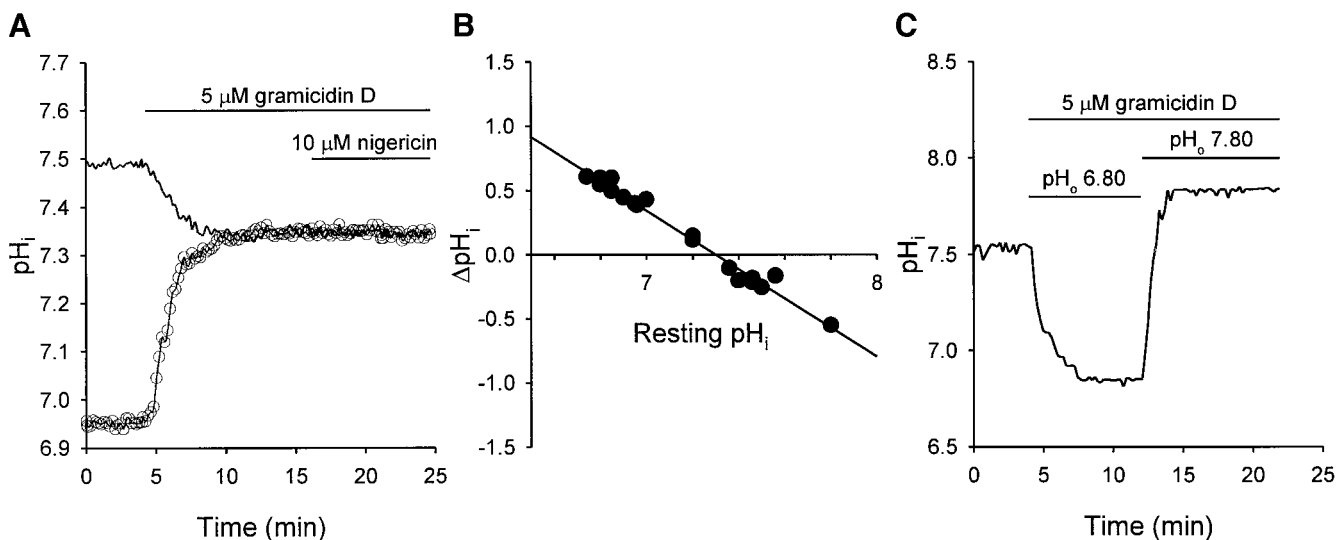 A
7.7
7.6
7.5
7.4
7.3
7.2
7.1
7.0
6.9
pHi
5 μM gramicidin D
10 μM nigericin
0 5 10 15 20 25
Time (min)
B
1.5
1.0
0.5
0.0
-0.5
-1.0
-1.5
ΔpHi
7 8
Resting pHi
C
8.5
8.0
7.5
7.0
6.5
pHi
5 μM gramicidin D
pHo 7.80
pHo 6.80
0 5 10 15 20 25
Time (min)